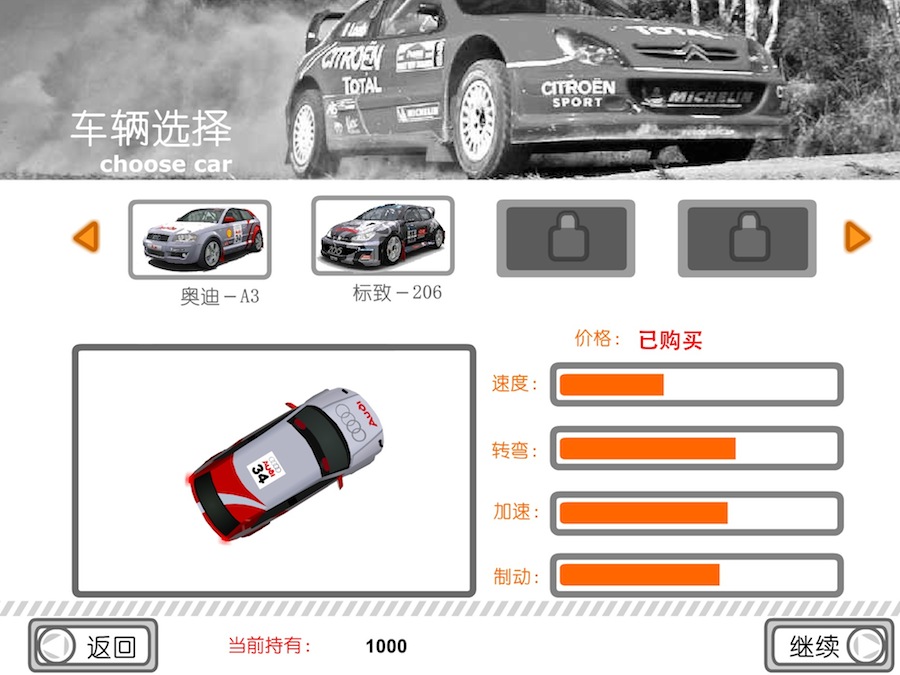 CITROËN
TOTAL
TOTAL
CITROËN
SPORT
MICHELIN
MICHELIN
车辆选择
choose car
奥迪－A3
标致－206
价格：
已购买
速度：
AUDI
转弯：
AUDI
34
加速：
制动：
返回
当前持有：
1000
继续